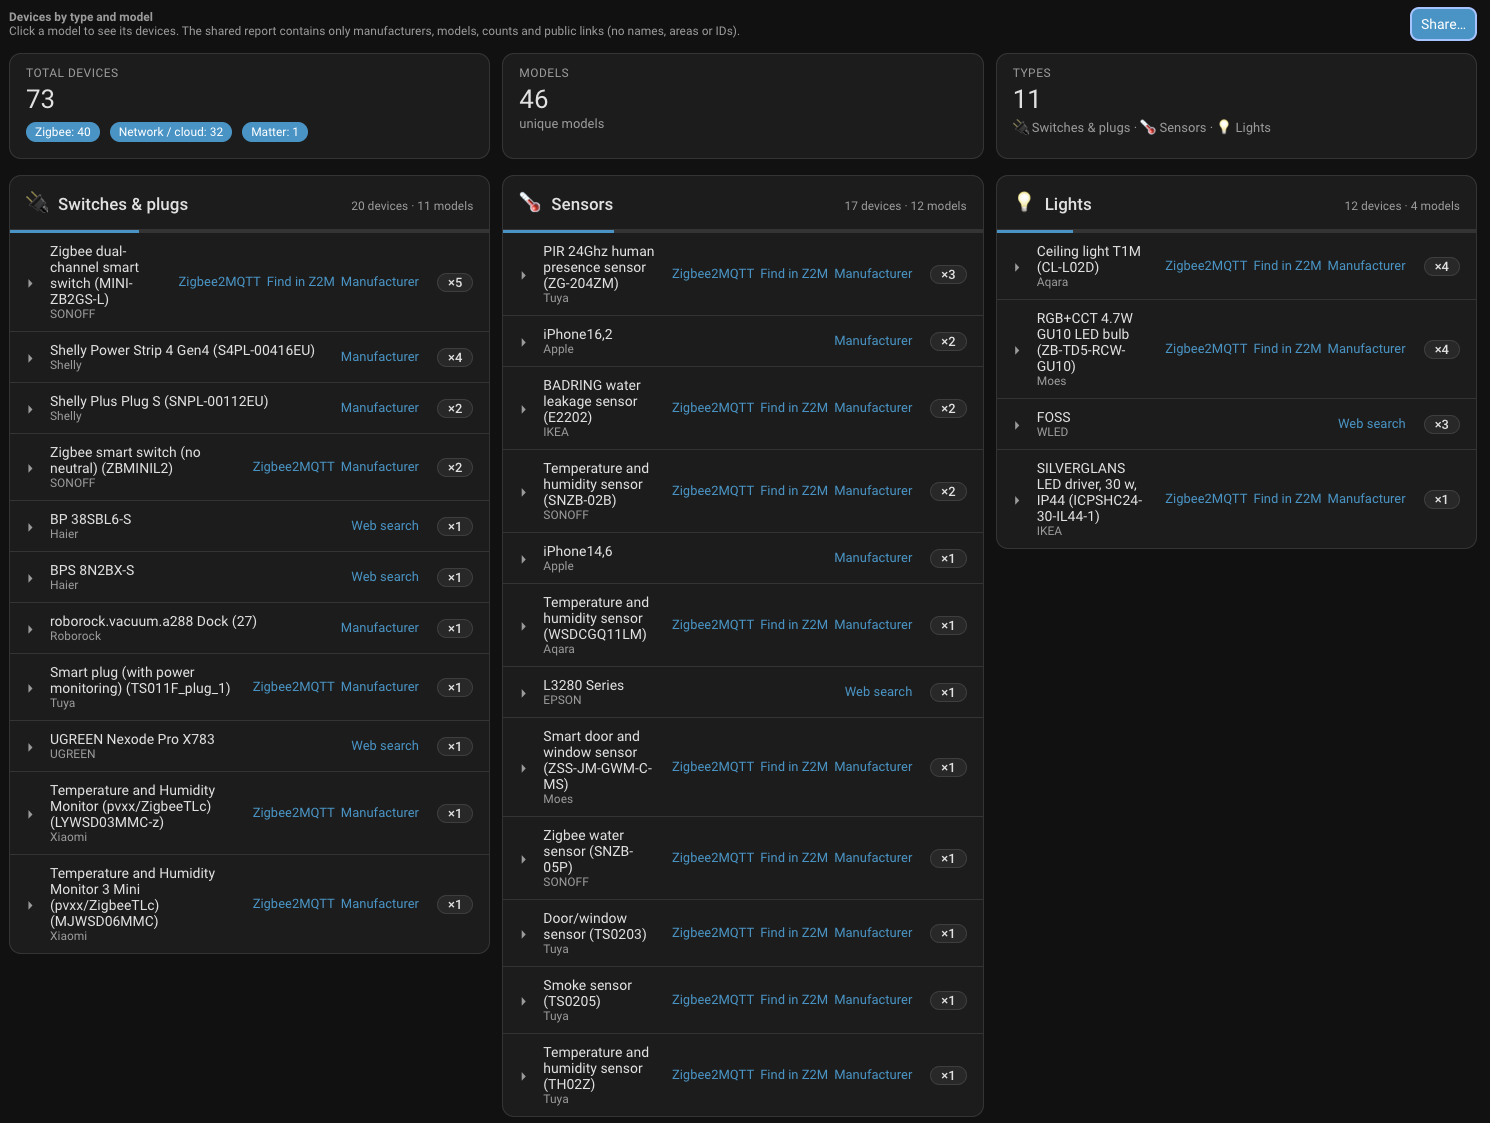 Devices by type and model
Click a model to see its devices. The shared report contains only manufacturers, models, counts and public links (no names, areas or IDs).
Share...
TOTAL DEVICES
73
Zigbee: 40
Network / cloud: 32
Matter: 1
MODELS
46
unique models
TYPES
11
Switches & plugs · Sensors · Lights
Switches & plugs
20 devices · 11 models
Zigbee dual-
channel smart
switch (MINI-
ZB2GS-L)
SONOFF
Zigbee2MQTT Find in Z2M Manufacturer
×5
Shelly Power Strip 4 Gen4 (S4PL-00416EU)
Shelly
Manufacturer
×4
Shelly Plus Plug S (SNPL-00112EU)
Shelly
Manufacturer
×2
Zigbee smart switch (no
neutral) (ZBMINIL2)
SONOFF
Zigbee2MQTT Manufacturer
×2
BP 38SBL6-S
Haier
Web search
×1
BPS 8N2BX-S
Haier
Web search
×1
roborock.vacuum.a288 Dock (27)
Roborock
Manufacturer
×1
Smart plug (with power
monitoring) (TS011F_plug_1)
Tuya
Zigbee2MQTT Manufacturer
×1
UGREEN Nexode Pro X783
UGREEN
Web search
×1
Temperature and Humidity
Monitor (pvxx/ZigbeeTLc)
(LYWSD03MMC-z)
Xiaomi
Zigbee2MQTT Manufacturer
×1
Temperature and Humidity
Monitor 3 Mini
(pvxx/ZigbeeTLc)
(MJWSD06MMC)
Xiaomi
Zigbee2MQTT Manufacturer
×1
Sensors
17 devices · 12 models
PIR 24Ghz human
presence sensor
(ZG-204ZM)
Tuya
Zigbee2MQTT Find in Z2M Manufacturer
×3
iPhone16,2
Apple
Manufacturer
×2
BADRING water
leakage sensor
(E2202)
IKEA
Zigbee2MQTT Find in Z2M Manufacturer
×2
Temperature and
humidity sensor
(SNZB-02B)
SONOFF
Zigbee2MQTT Find in Z2M Manufacturer
×2
iPhone14,6
Apple
Manufacturer
×1
Temperature and
humidity sensor
(WSDCGQ11LM)
Aqara
Zigbee2MQTT Find in Z2M Manufacturer
×1
L3280 Series
EPSON
Web search
×1
Smart door and
window sensor
(ZSS-JM-GWM-C-
MS)
Moes
Zigbee2MQTT Find in Z2M Manufacturer
×1
Zigbee water
sensor (SNZB-
05P)
SONOFF
Zigbee2MQTT Find in Z2M Manufacturer
×1
Door/window
sensor (TS0203)
Tuya
Zigbee2MQTT Find in Z2M Manufacturer
×1
Smoke sensor
(TS0205)
Tuya
Zigbee2MQTT Find in Z2M Manufacturer
×1
Temperature and
humidity sensor
(TH02Z)
Tuya
Zigbee2MQTT Find in Z2M Manufacturer
×1
Lights
12 devices · 4 models
Ceiling light T1M
(CL-L02D)
Aqara
Zigbee2MQTT Find in Z2M Manufacturer
×4
RGB+CCT 4.7W
GU10 LED bulb
(ZB-TD5-RCW-
GU10)
Moes
Zigbee2MQTT Find in Z2M Manufacturer
×4
FOSS
WLED
Web search
×3
SILVERGLANS
LED driver, 30 w,
IP44 (ICPSHC24-
30-IL44-1)
IKEA
Zigbee2MQTT Find in Z2M Manufacturer
×1